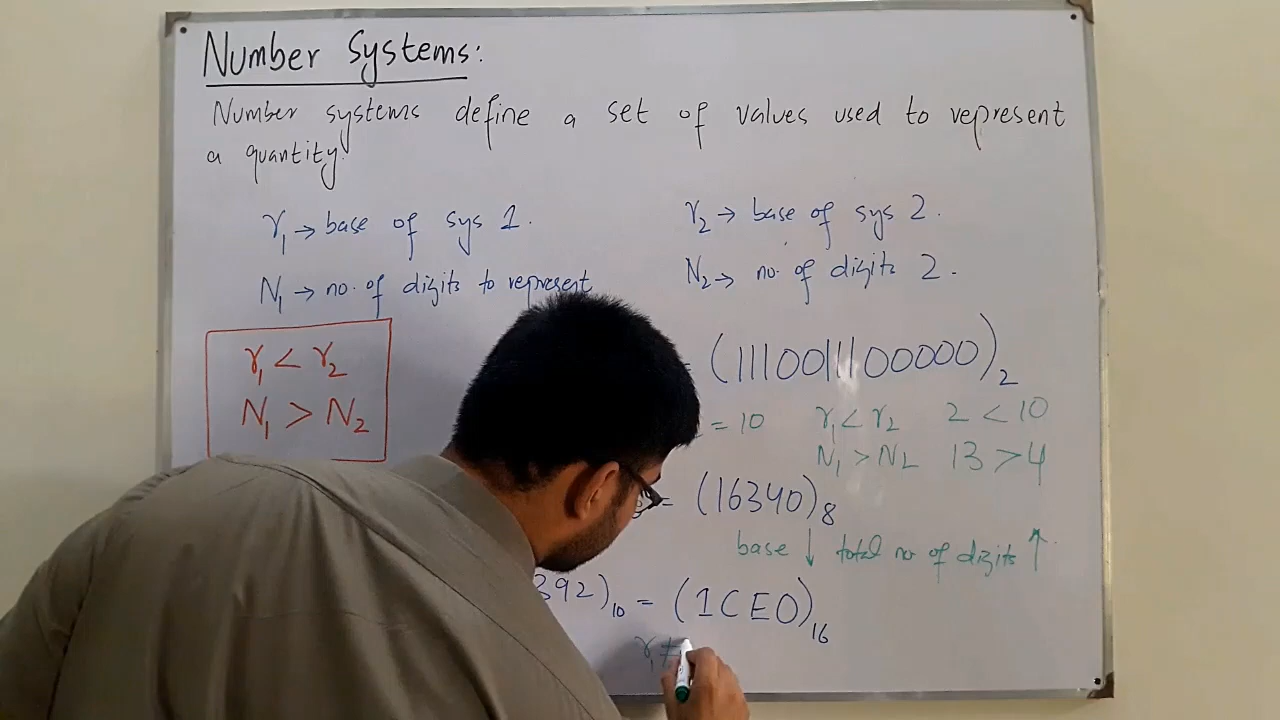 Number Systems:
Number systems define a set of values used to represent
a quantity.
r₁ → base of sys 1.
r₂ → base of sys 2.
N₁ → no. of digits to represent
N₂ → no. of digits 2.
r₁ < r₂
N₁ > N₂
= (1110011100000)₂
= 10 r₁ < r₂ 2 < 10
N₁ > N₂ 13 > 4
= (16340)₈
base ↓ total no of digits ↑
392)₁₀ = (1CE0)₁₆
r₁ ≠